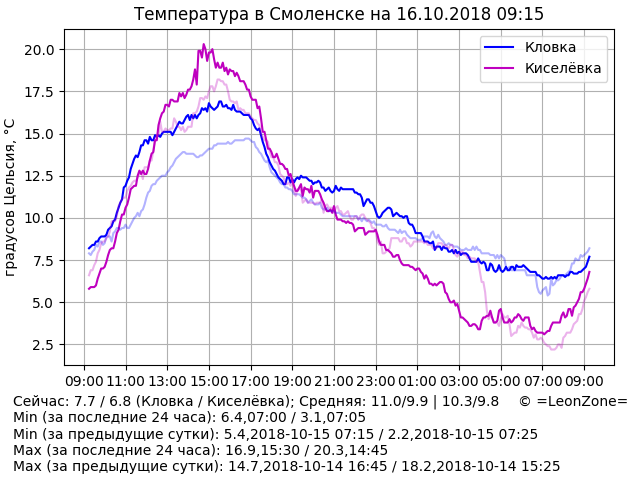 Температура в Смоленске на 16.10.2018 09:15
Кловка
Киселёвка
градусов Цельсия, °C
20.0
17.5
15.0
12.5
10.0
7.5
5.0
2.5
09:00 11:00 13:00 15:00 17:00 19:00 21:00 23:00 01:00 03:00 05:00 07:00 09:00
Сейчас: 7.7 / 6.8 (Кловка / Киселёвка); Средняя: 11.0/9.9 | 10.3/9.8 © =LeonZone=
Min (за последние 24 часа): 6.4,07:00 / 3.1,07:05
Min (за предыдущие сутки): 5.4,2018-10-15 07:15 / 2.2,2018-10-15 07:25
Max (за последние 24 часа): 16.9,15:30 / 20.3,14:45
Max (за предыдущие сутки): 14.7,2018-10-14 16:45 / 18.2,2018-10-14 15:25